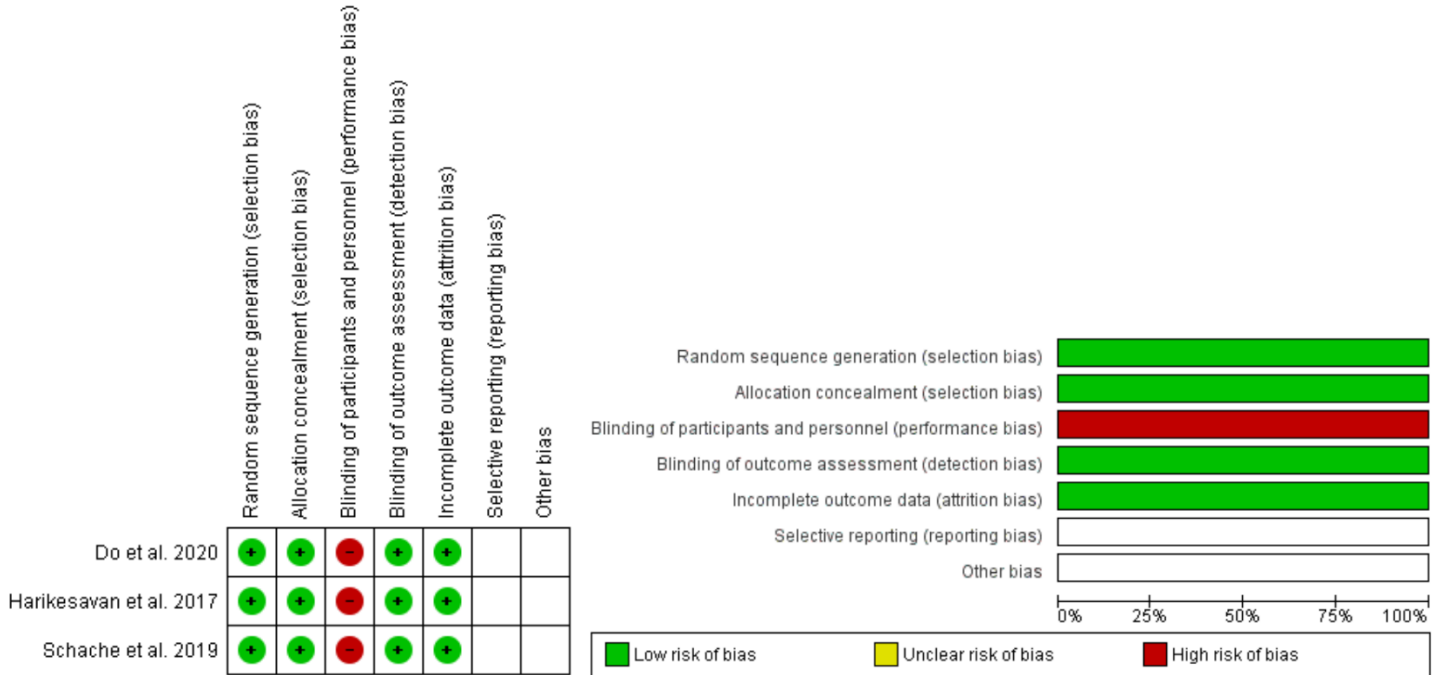 Random sequence generation (selection bias)
Allocation concealment (selection bias)
Blinding of participants and personnel (performance bias)
Blinding of outcome assessment (detection bias)
Incomplete outcome data (attrition bias)
Selective reporting (reporting bias)
Other bias
Do et al. 2020 + + - + +
Harikesavan et al. 2017 + + - + +
Schache et al. 2019 + + - + +
Random sequence generation (selection bias)
Allocation concealment (selection bias)
Blinding of participants and personnel (performance bias)
Blinding of outcome assessment (detection bias)
Incomplete outcome data (attrition bias)
Selective reporting (reporting bias)
Other bias
0% 25% 50% 75% 100%
Low risk of bias Unclear risk of bias High risk of bias